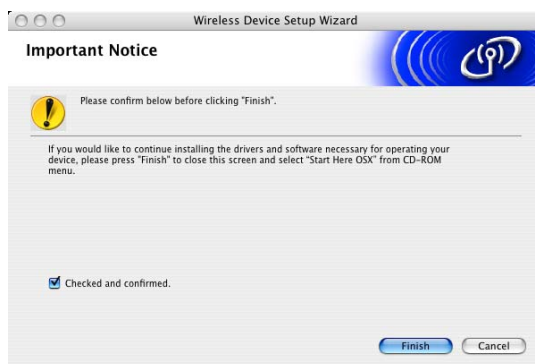 Wireless Device Setup Wizard
Important Notice
Please confirm below before clicking "Finish".
If you would like to continue installing the drivers and software necessary for operating your
device, please press "Finish" to close this screen and select "Start Here OSX" from CD-ROM
menu.
Checked and confirmed.
Finish Cancel